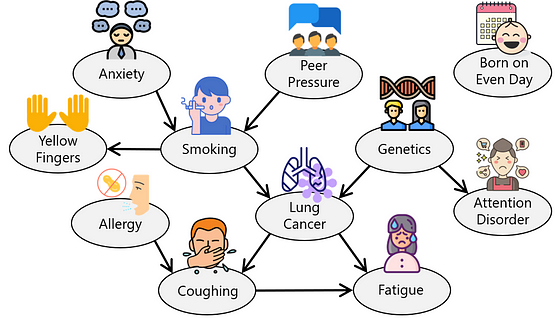 Anxiety
Peer
Pressure
Born on
Even Day
Yellow
Fingers
Smoking
Genetics
Allergy
Lung
Cancer
Attention
Disorder
Coughing
Fatigue